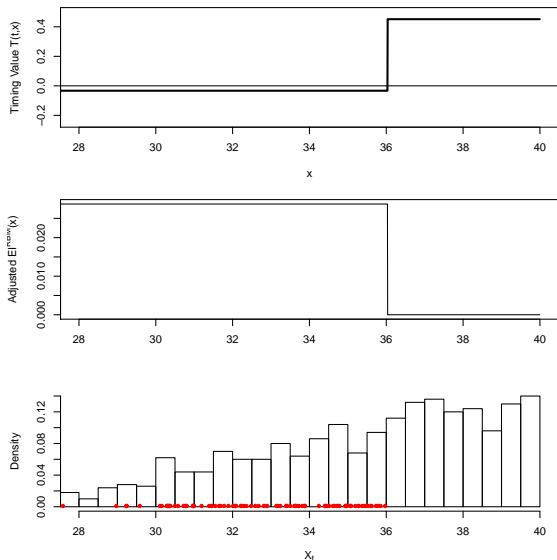 Timing Value T(t,x)
0.4
0.2
0.0
−0.2
28 30 32 34 36 38 40
x
Adjusted EI
(x)
0.020
0.010
0.000
28 30 32 34 36 38 40
Density
0.12
0.08
0.04
0.00
28 30 32 34 36 38 40
Xt